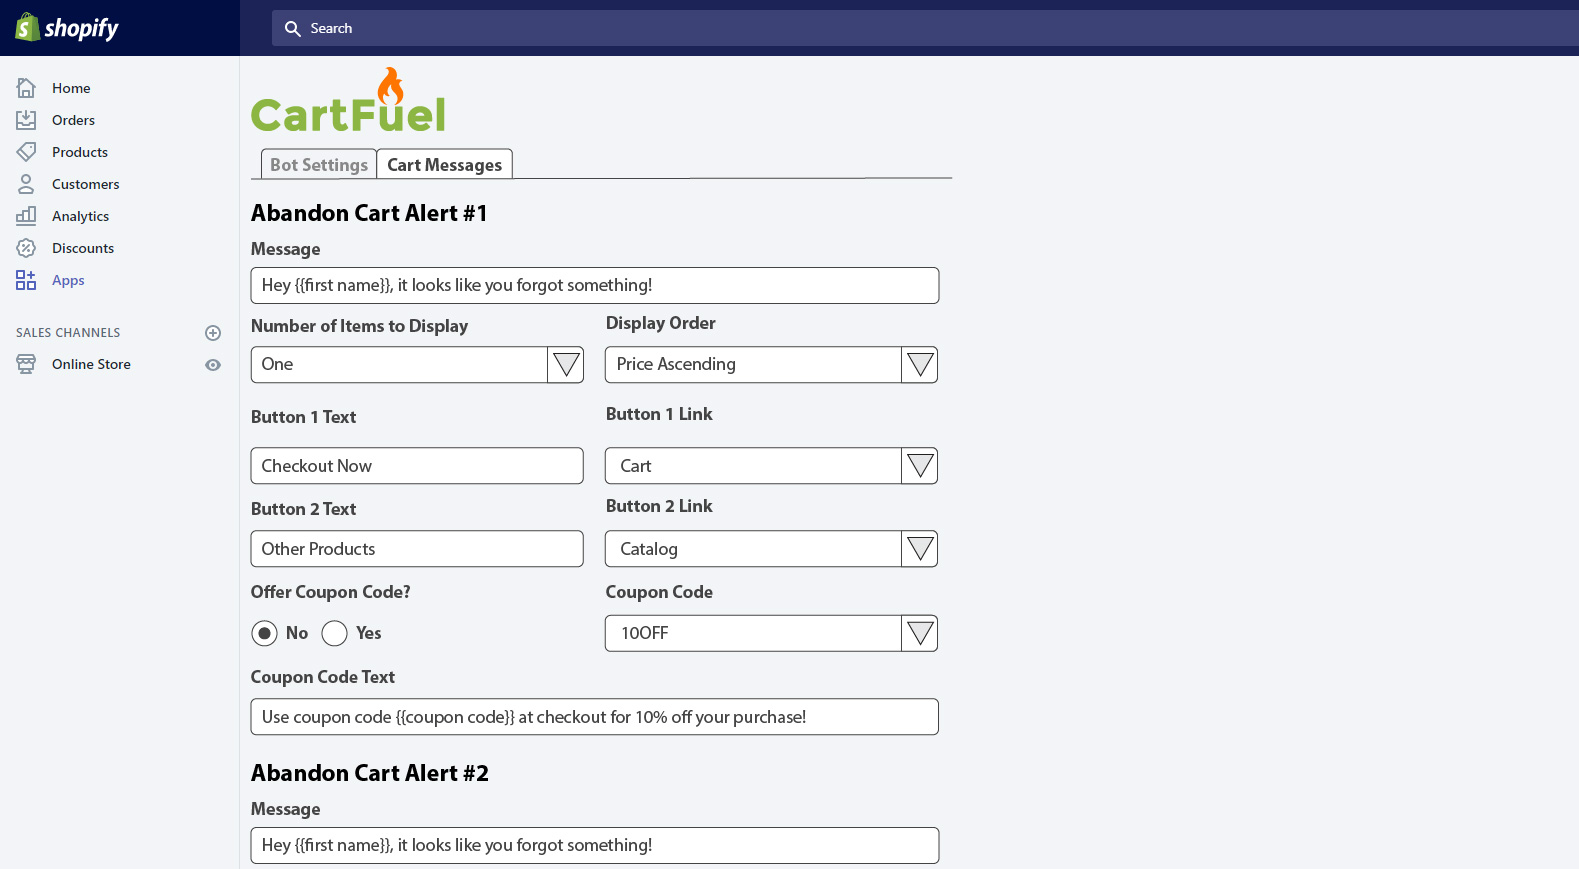 shopify
Search
Home
Orders
Products
Customers
Analytics
Discounts
Apps
SALES CHANNELS
Online Store
CartFuel
Bot Settings Cart Messages
Abandon Cart Alert #1
Message
Hey {{first name}}, it looks like you forgot something!
Number of Items to Display Display Order
One Price Ascending
Button 1 Text Button 1 Link
Checkout Now Cart
Button 2 Text Button 2 Link
Other Products Catalog
Offer Coupon Code? Coupon Code
No Yes 10OFF
Coupon Code Text
Use coupon code {{coupon code}} at checkout for 10% off your purchase!
Abandon Cart Alert #2
Message
Hey {{first name}}, it looks like you forgot something!